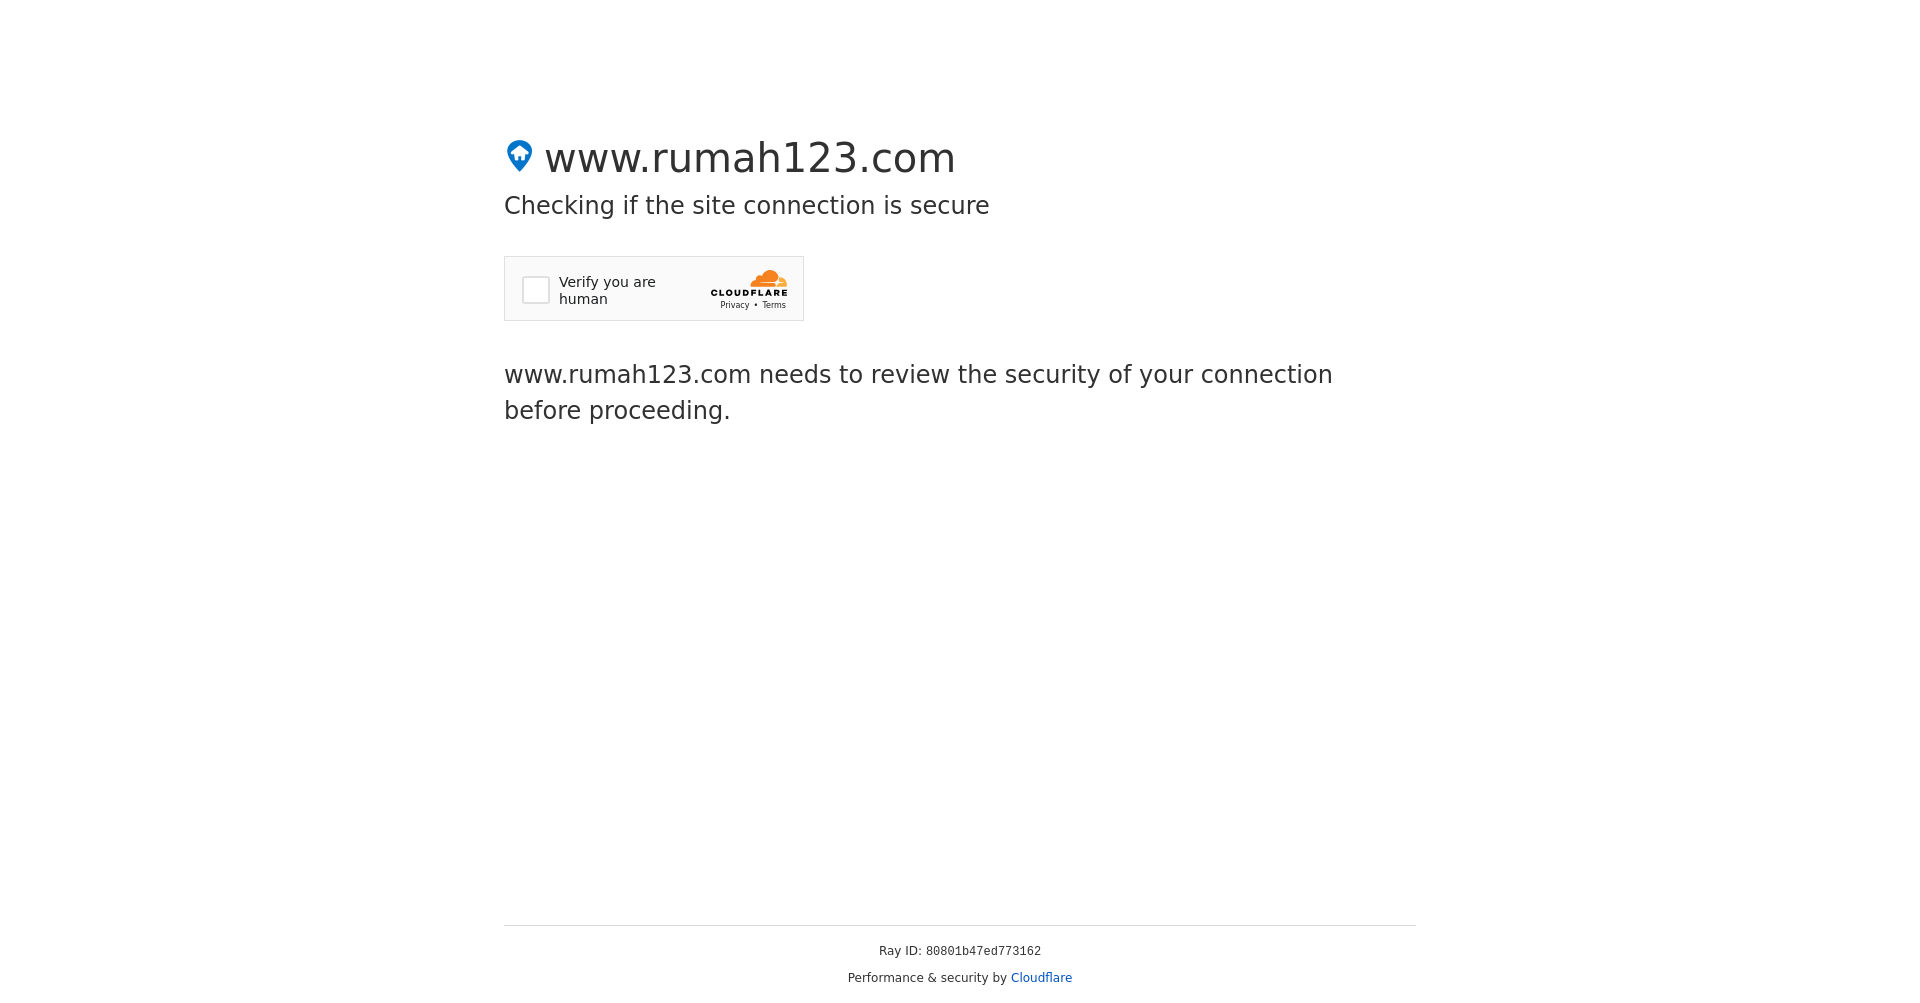 www.rumah123.com
Checking if the site connection is secure
Verify you are
human
CLOUDFLARE
Privacy • Terms
www.rumah123.com needs to review the security of your connection
before proceeding.
Ray ID: 80801b47ed773162
Performance & security by Cloudflare